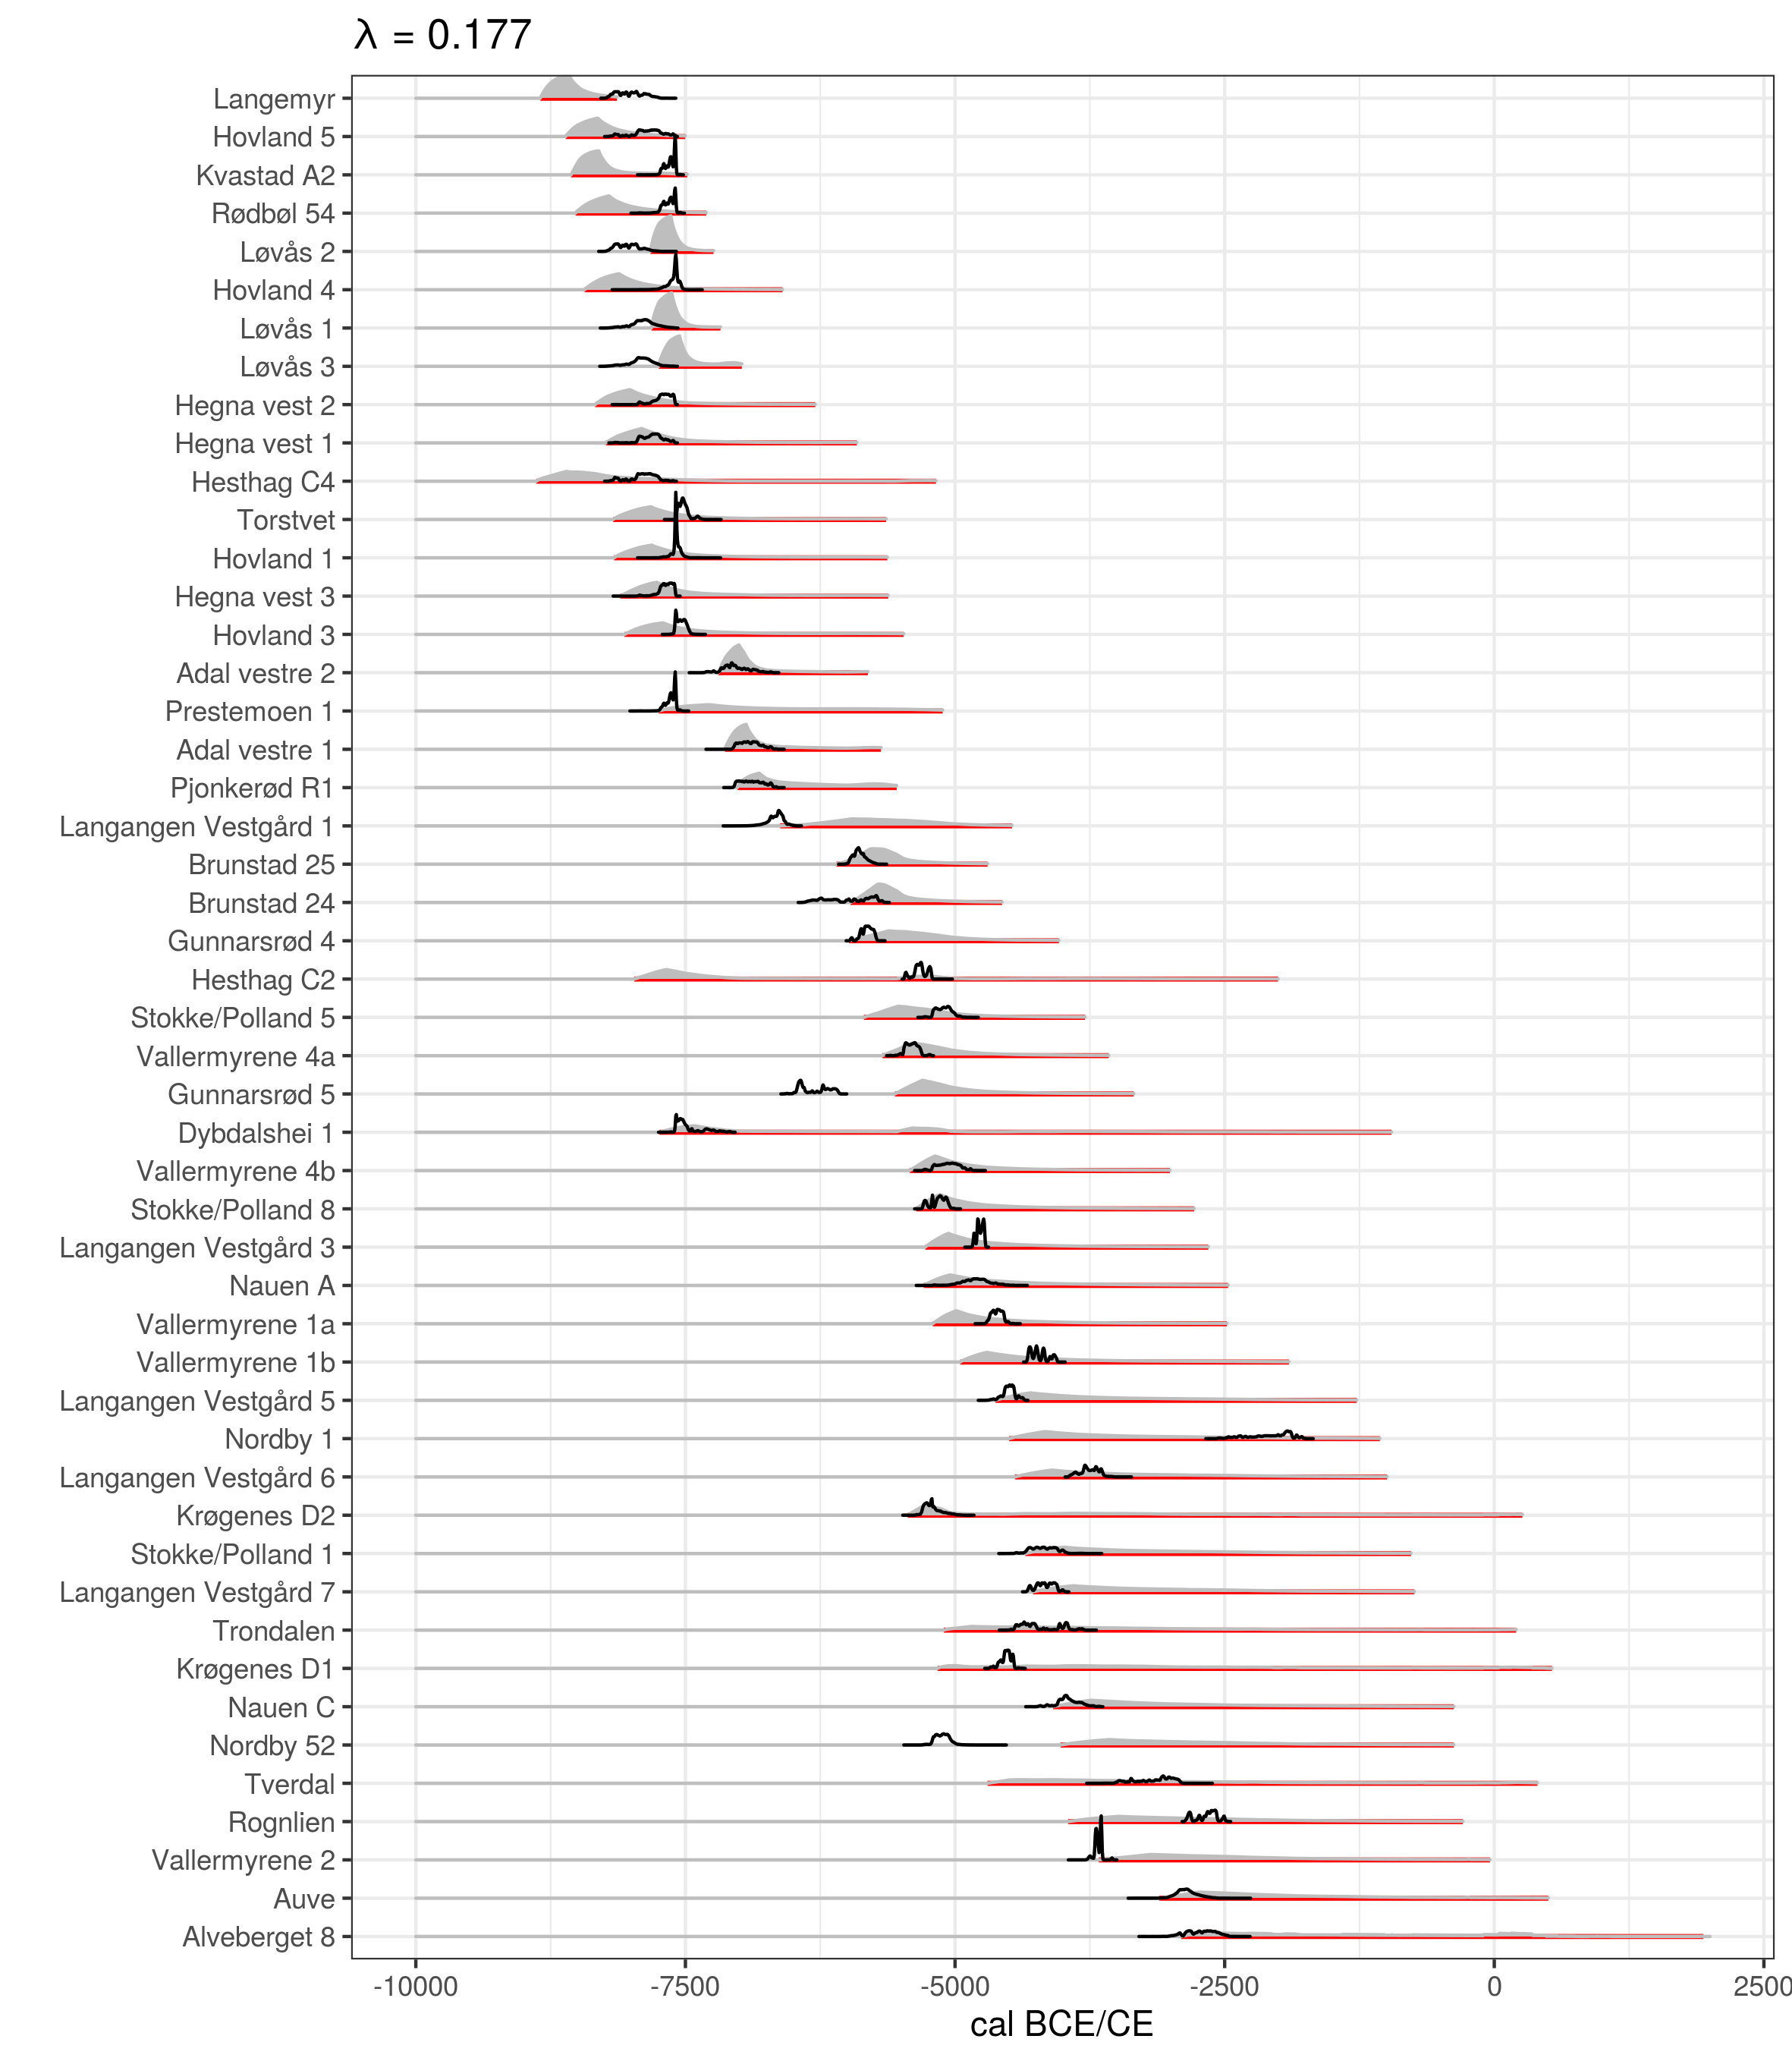 λ = 0.177
Langemyr
Hovland 5
Kvastad A2
Rødbøl 54
Løvås 2
Hovland 4
Løvås 1
Løvås 3
Hegna vest 2
Hegna vest 1
Hesthag C4
Torstvet
Hovland 1
Hegna vest 3
Hovland 3
Adal vestre 2
Prestemoen 1
Adal vestre 1
Pjonkerød R1
Langangen Vestgård 1
Brunstad 25
Brunstad 24
Gunnarsrød 4
Hesthag C2
Stokke/Polland 5
Vallermyrene 4a
Gunnarsrød 5
Dybdalshei 1
Vallermyrene 4b
Stokke/Polland 8
Langangen Vestgård 3
Nauen A
Vallermyrene 1a
Vallermyrene 1b
Langangen Vestgård 5
Nordby 1
Langangen Vestgård 6
Krøgenes D2
Stokke/Polland 1
Langangen Vestgård 7
Trondalen
Krøgenes D1
Nauen C
Nordby 52
Tverdal
Rognlien
Vallermyrene 2
Auve
Alveberget 8
-10000 -7500 -5000 -2500 0 2500
cal BCE/CE